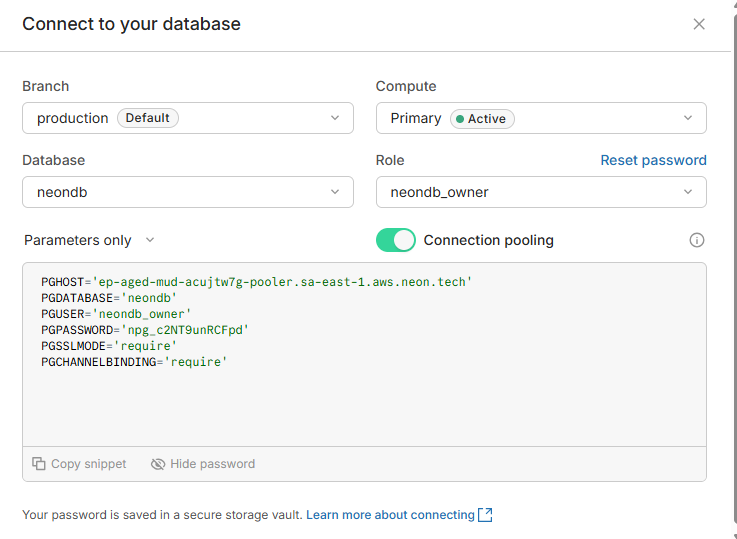 Connect to your database
Branch
Compute
production Default
Primary Active
Database
Role
Reset password
neondb
neondb_owner
Parameters only
Connection pooling
PGHOST='ep-aged-mud-acujtw7g-pooler.sa-east-1.aws.neon.tech'
PGDATABASE='neondb'
PGUSER='neondb_owner'
PGPASSWORD='npg_c2NT9unRCFpd'
PGSSLMODE='require'
PGCHANNELBINDING='require'
Copy snippet
Hide password
Your password is saved in a secure storage vault. Learn more about connecting